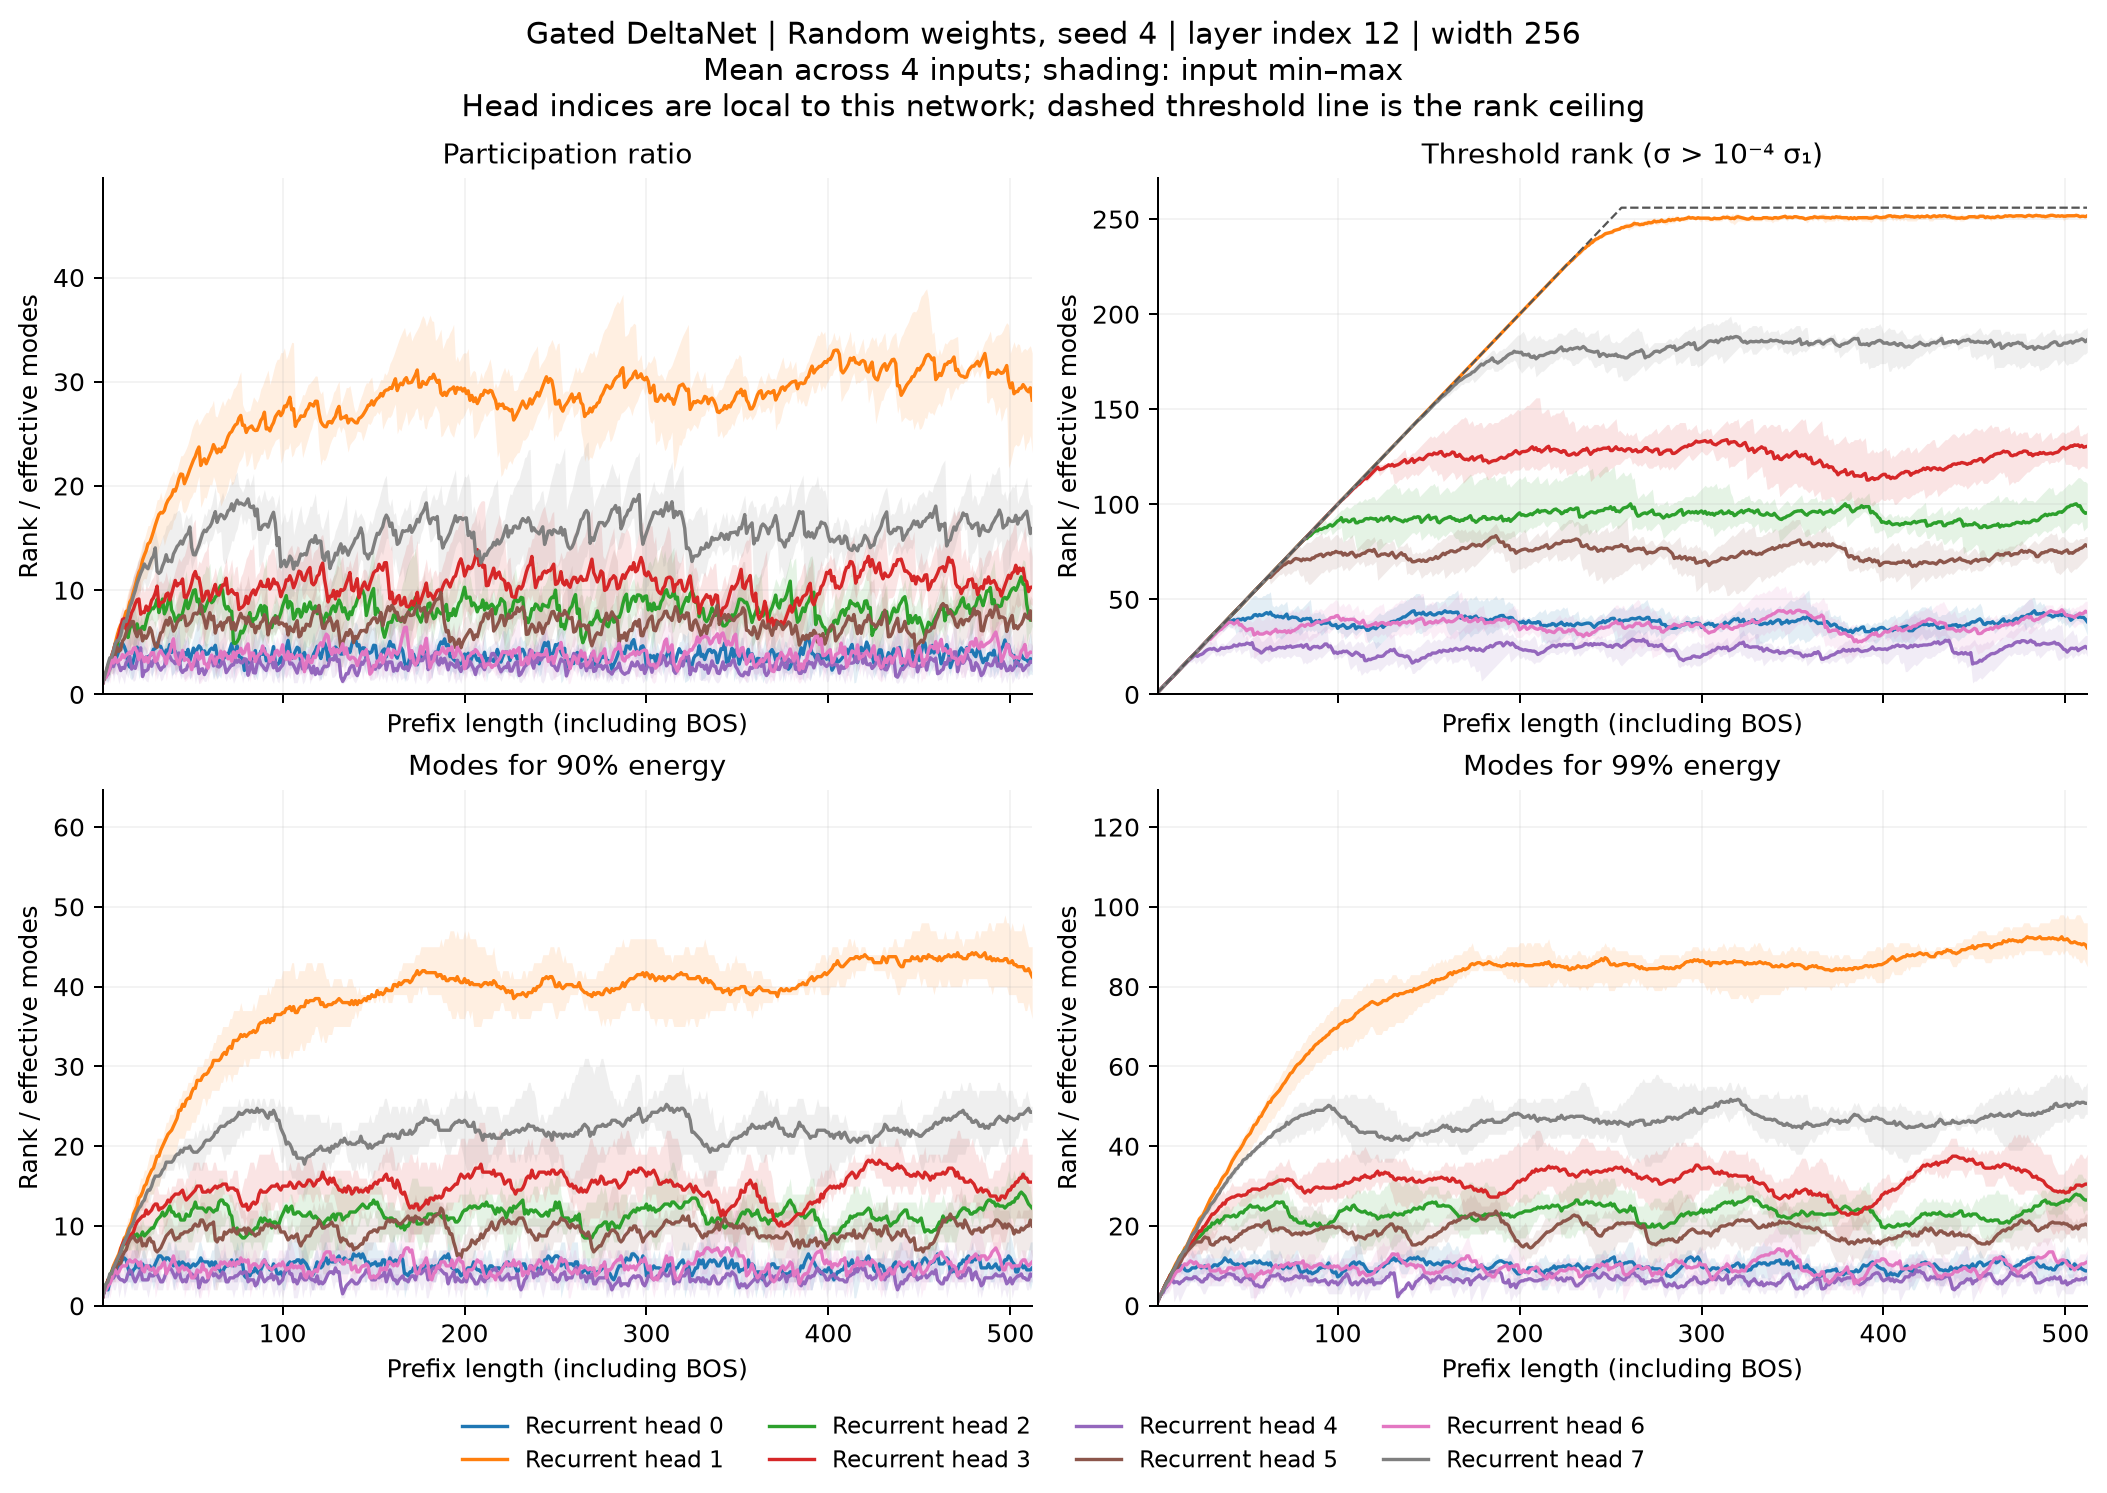 Gated DeltaNet | Random weights, seed 4 | layer index 12 | width 256
Mean across 4 inputs; shading: input min–max
Head indices are local to this network; dashed threshold line is the rank ceiling
Participation ratio
Rank / effective modes
40
30
20
10
0
Prefix length (including BOS)
Threshold rank (σ > 10⁻⁴ σ₁)
Rank / effective modes
250
200
150
100
50
0
Prefix length (including BOS)
Modes for 90% energy
Rank / effective modes
60
50
40
30
20
10
0
100 200 300 400 500
Prefix length (including BOS)
Modes for 99% energy
Rank / effective modes
120
100
80
60
40
20
0
100 200 300 400 500
Prefix length (including BOS)
Recurrent head 0
Recurrent head 1
Recurrent head 2
Recurrent head 3
Recurrent head 4
Recurrent head 5
Recurrent head 6
Recurrent head 7